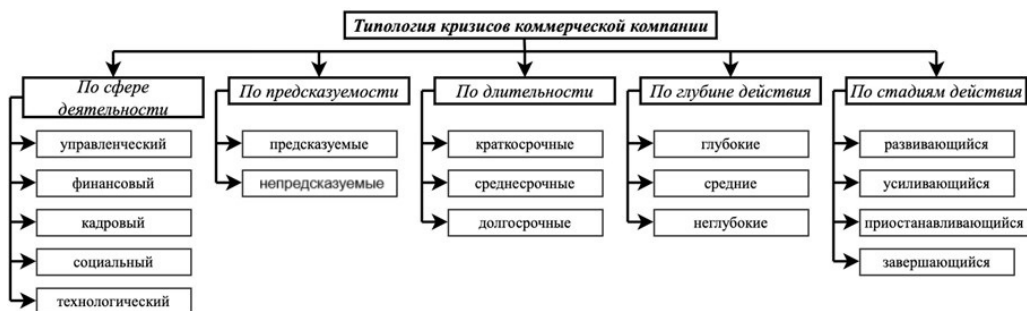 Типология кризисов коммерческой компании
По сфере
деятельности
управленческий
финансовый
кадровый
социальный
технологический
По предсказуемости
предсказуемые
непредсказуемые
По длительности
краткосрочные
среднесрочные
долгосрочные
По глубине действия
глубокие
средние
неглубокие
По стадиям действия
развивающийся
усиливающийся
приостанавливающийся
завершающийся